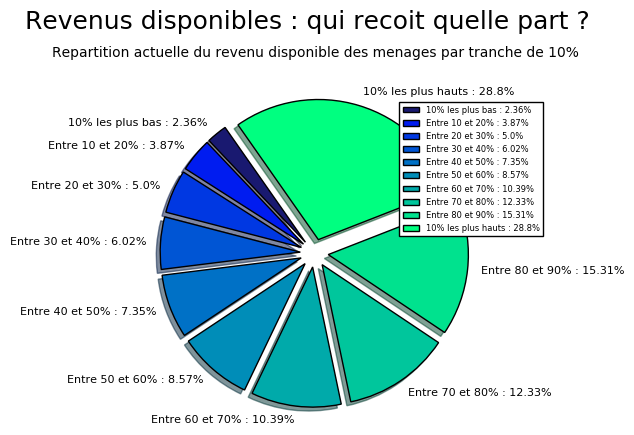 Revenus disponibles : qui recoit quelle part ?
Repartition actuelle du revenu disponible des menages par tranche de 10%
10% les plus hauts : 28.8%
10% les plus bas : 2.36%
Entre 10 et 20% : 3.87%
Entre 20 et 30% : 5.0%
Entre 30 et 40% : 6.02%
Entre 40 et 50% : 7.35%
Entre 50 et 60% : 8.57%
Entre 60 et 70% : 10.39%
Entre 70 et 80% : 12.33%
Entre 80 et 90% : 15.31%
10% les plus bas : 2.36%
Entre 10 et 20% : 3.87%
Entre 20 et 30% : 5.0%
Entre 30 et 40% : 6.02%
Entre 40 et 50% : 7.35%
Entre 50 et 60% : 8.57%
Entre 60 et 70% : 10.39%
Entre 70 et 80% : 12.33%
Entre 80 et 90% : 15.31%
10% les plus hauts : 28.8%